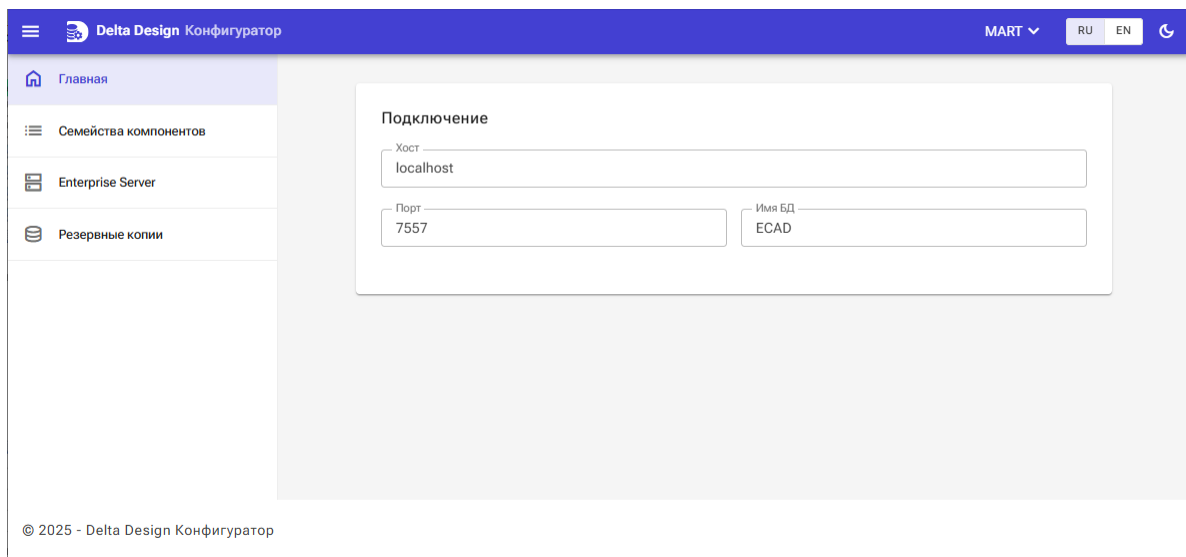 Delta Design Конфигуратор
MART
RU EN
Главная
Семейства компонентов
Enterprise Server
Резервные копии
Подключение
Хост
localhost
Порт
7557
Имя БД
ECAD
© 2025 - Delta Design Конфигуратор